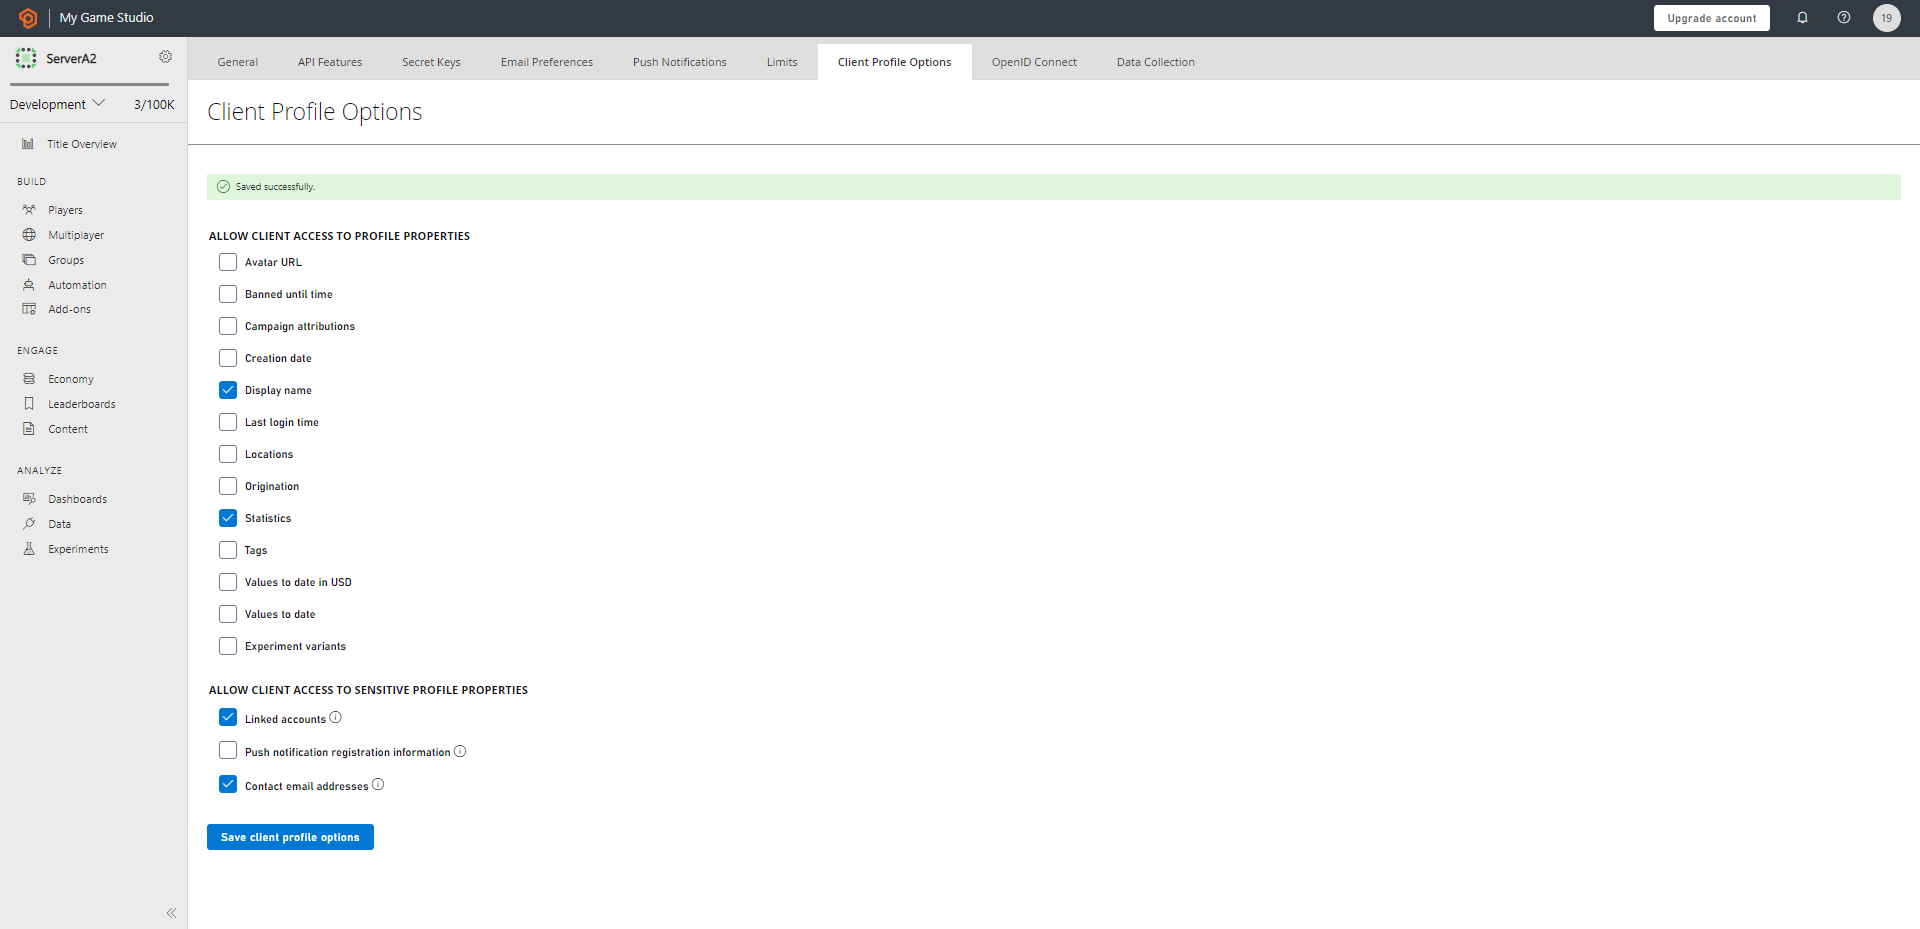 My Game Studio
Upgrade account
19
ServerA2
Development 3/100K
Title Overview
BUILD
Players
Multiplayer
Groups
Automation
Add-ons
ENGAGE
Economy
Leaderboards
Content
ANALYZE
Dashboards
Data
Experiments
General API Features Secret Keys Email Preferences Push Notifications Limits Client Profile Options OpenID Connect Data Collection
Client Profile Options
Saved successfully.
ALLOW CLIENT ACCESS TO PROFILE PROPERTIES
Avatar URL
Banned until time
Campaign attributions
Creation date
Display name
Last login time
Locations
Origination
Statistics
Tags
Values to date in USD
Values to date
Experiment variants
ALLOW CLIENT ACCESS TO SENSITIVE PROFILE PROPERTIES
Linked accounts
Push notification registration information
Contact email addresses
Save client profile options